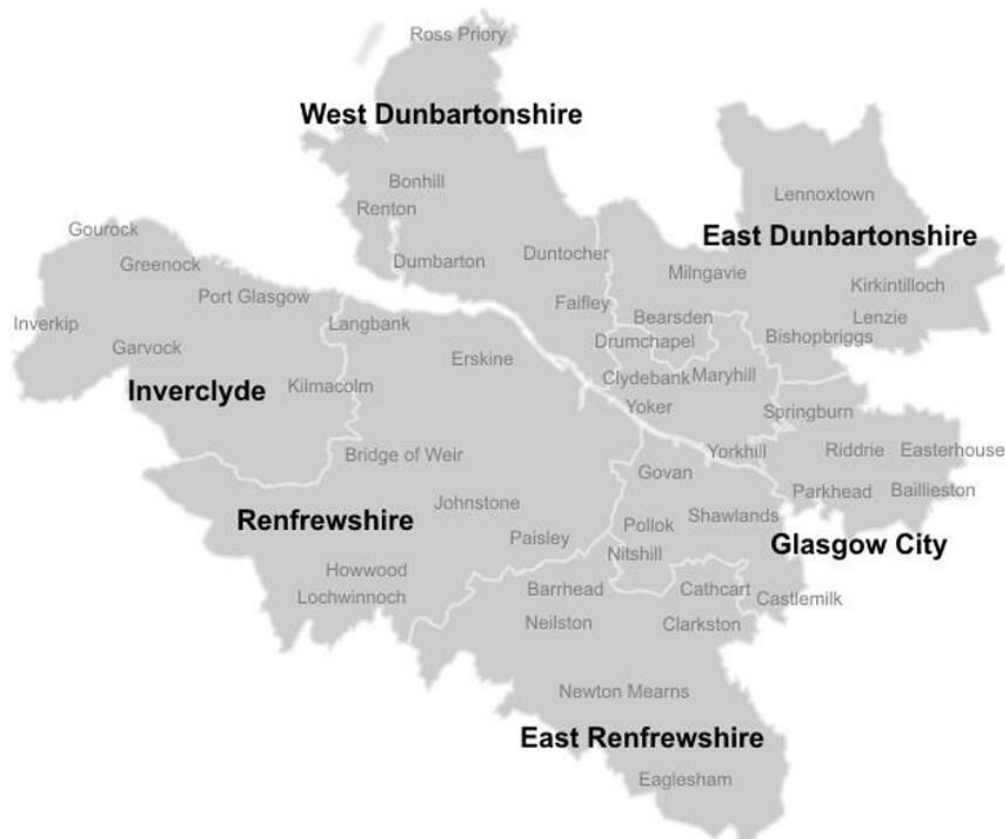 Ross Priory
West Dunbartonshire
Bonhill
Lennoxtown
Renton
Gourock
East Dunbartonshire
Duntocher
Greenock
Dumbarton
Milngavie
Kirkintilloch
Port Glasgow
Faifley
Inverkip
Langbank
Bearsden
Lenzie
Garvock
Drumchapel
Bishopbriggs
Erskine
Inverclyde
Kilmacolm
Clydebank
Maryhill
Yoker
Springburn
Bridge of Weir
Yorkhill
Riddrie
Easterhouse
Govan
Parkhead
Baillieston
Johnstone
Renfrewshire
Pollok
Shawlands
Paisley
Glasgow City
Nitshill
Howwood
Lochwinnoch
Barrhead
Cathcart
Castlemilk
Neilston
Clarkston
Newton Mearns
East Renfrewshire
Eaglesham